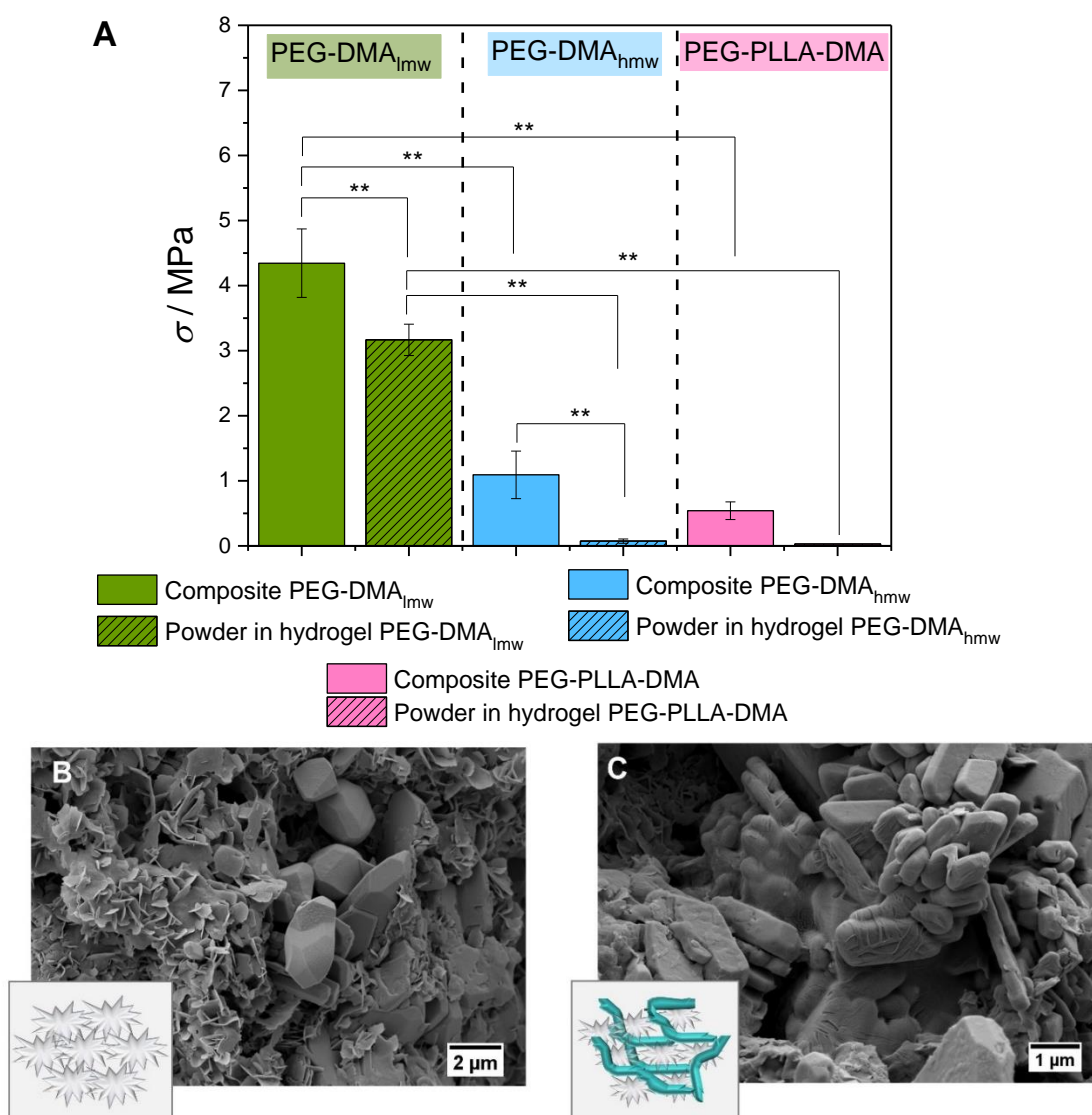 A
PEG-DMAlmw
PEG-DMAhmw
PEG-PLLA-DMA
8
7
6
5
4
3
2
1
0
σ / MPa
**
**
**
**
**
**
Composite PEG-DMAlmw
Powder in hydrogel PEG-DMAlmw
Composite PEG-DMAhmw
Powder in hydrogel PEG-DMAhmw
Composite PEG-PLLA-DMA
Powder in hydrogel PEG-PLLA-DMA
B
2 µm
C
1 µm